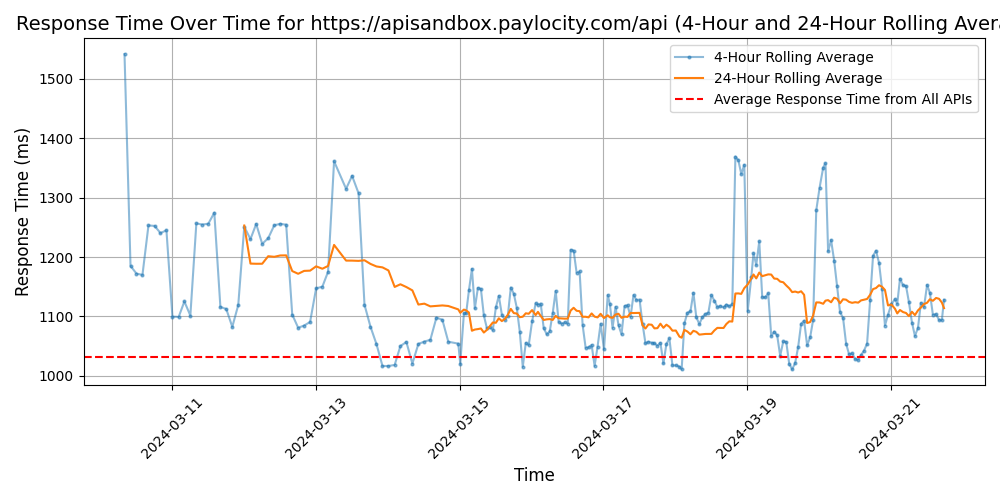 Response Time Over Time for https://apisandbox.paylocity.com/api (4-Hour and 24-Hour Rolling Avera
4-Hour Rolling Average
24-Hour Rolling Average
Average Response Time from All APIs
Response Time (ms)
1500
1400
1300
1200
1100
1000
2024-03-11
2024-03-13
2024-03-15
2024-03-17
2024-03-19
2024-03-21
Time